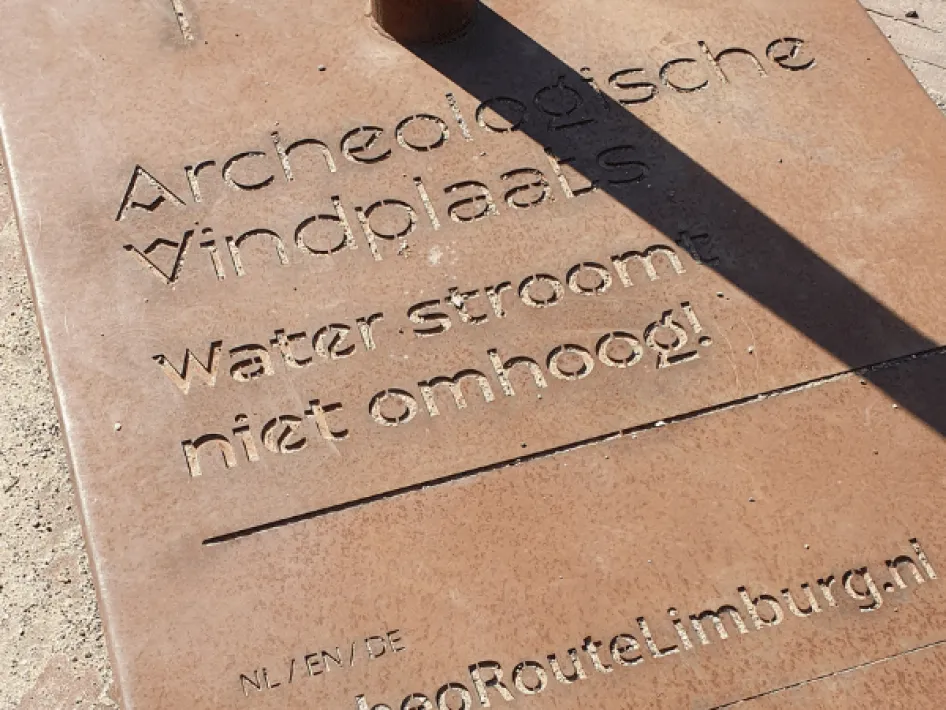 Archeologische
Vindplaats
Water stroomt
niet omhoog!
NL / EN / DE
heoRouteLimburg.nl